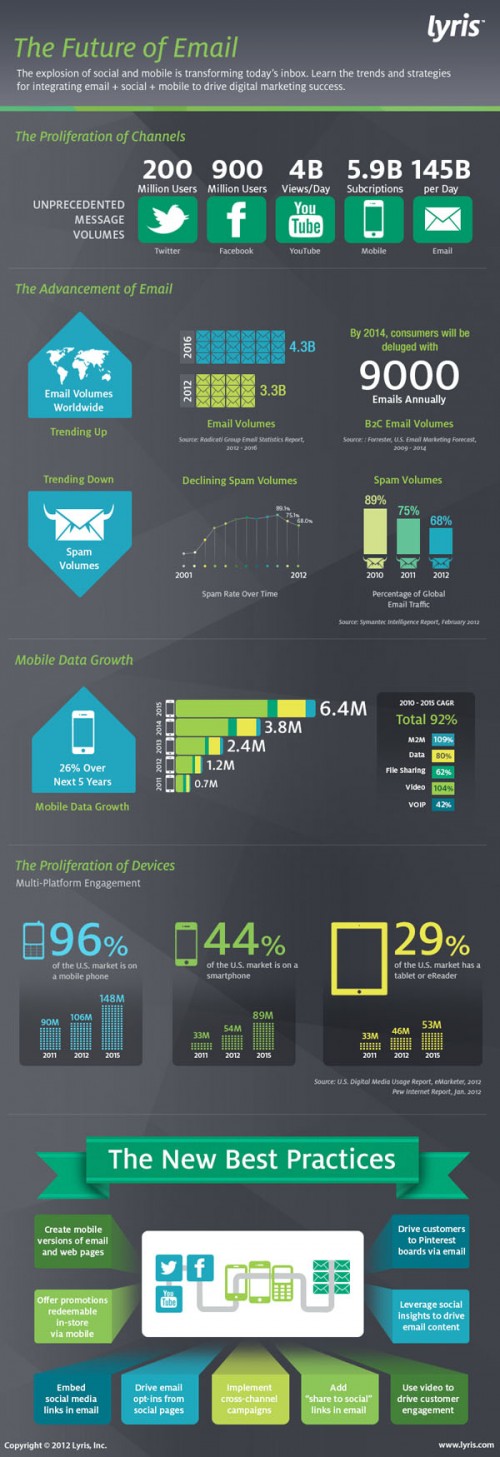 lyris
The Future of Email
The explosion of social and mobile is transforming today's inbox. Learn the trends and strategies
for integrating email + social + mobile to drive digital marketing success.
The Proliferation of Channels
UNPRECEDENTED
MESSAGE
VOLUMES
200
Million Users
Twitter
900
Million Users
Facebook
4B
Views/Day
You
Tube
YouTube
5.9B
Subcriptions
Mobile
145B
per Day
Email
The Advancement of Email
Email Volumes
Worldwide
Trending Up
2016
4.3B
2012
3.3B
Email Volumes
Source: Radicati Group Email Statistics Report,
2012 - 2016
By 2014, consumers will be
deluged with
9000
Emails Annually
B2C Email Volumes
Source: : Forrester, U.S. Email Marketing Forecast,
2009 - 2014
Trending Down
Spam
Volumes
Declining Spam Volumes
89.1%
75.1%
68.0%
2001
2012
Spam Rate Over Time
Spam Volumes
89%
75%
68%
2010
2011
2012
Percentage of Global
Email Traffic
Source: Symantec Intelligence Report, February 2012
Mobile Data Growth
26% Over
Next 5 Years
Mobile Data Growth
2015
6.4M
2014
3.8M
2013
2.4M
2012
1.2M
2011
0.7M
2010 - 2015 CAGR
Total 92%
M2M 109%
Data 80%
File Sharing 62%
Video 104%
VOIP 42%
The Proliferation of Devices
Multi-Platform Engagement
96%
of the U.S. market is on
a mobile phone
90M
106M
148M
2011
2012
2015
44%
of the U.S. market is on a
smartphone
33M
54M
89M
2011
2012
2015
29%
of the U.S. market has a
tablet or eReader
33M
46M
53M
2011
2012
2015
Source: U.S. Digital Media Usage Report, eMarketer, 2012
Pew Internet Report, Jan. 2012
The New Best Practices
Create mobile
versions of email
and web pages
Offer promotions
redeemable
in-store
via mobile
You
Tube
Drive customers
to Pinterest
boards via email
Leverage social
insights to drive
email content
Embed
social media
links in email
Drive email
opt-ins from
social pages
Implement
cross-channel
campaigns
Add
"share to social"
links in email
Use video to
drive customer
engagement
Copyright © 2012 Lyris, Inc.
www.lyris.com